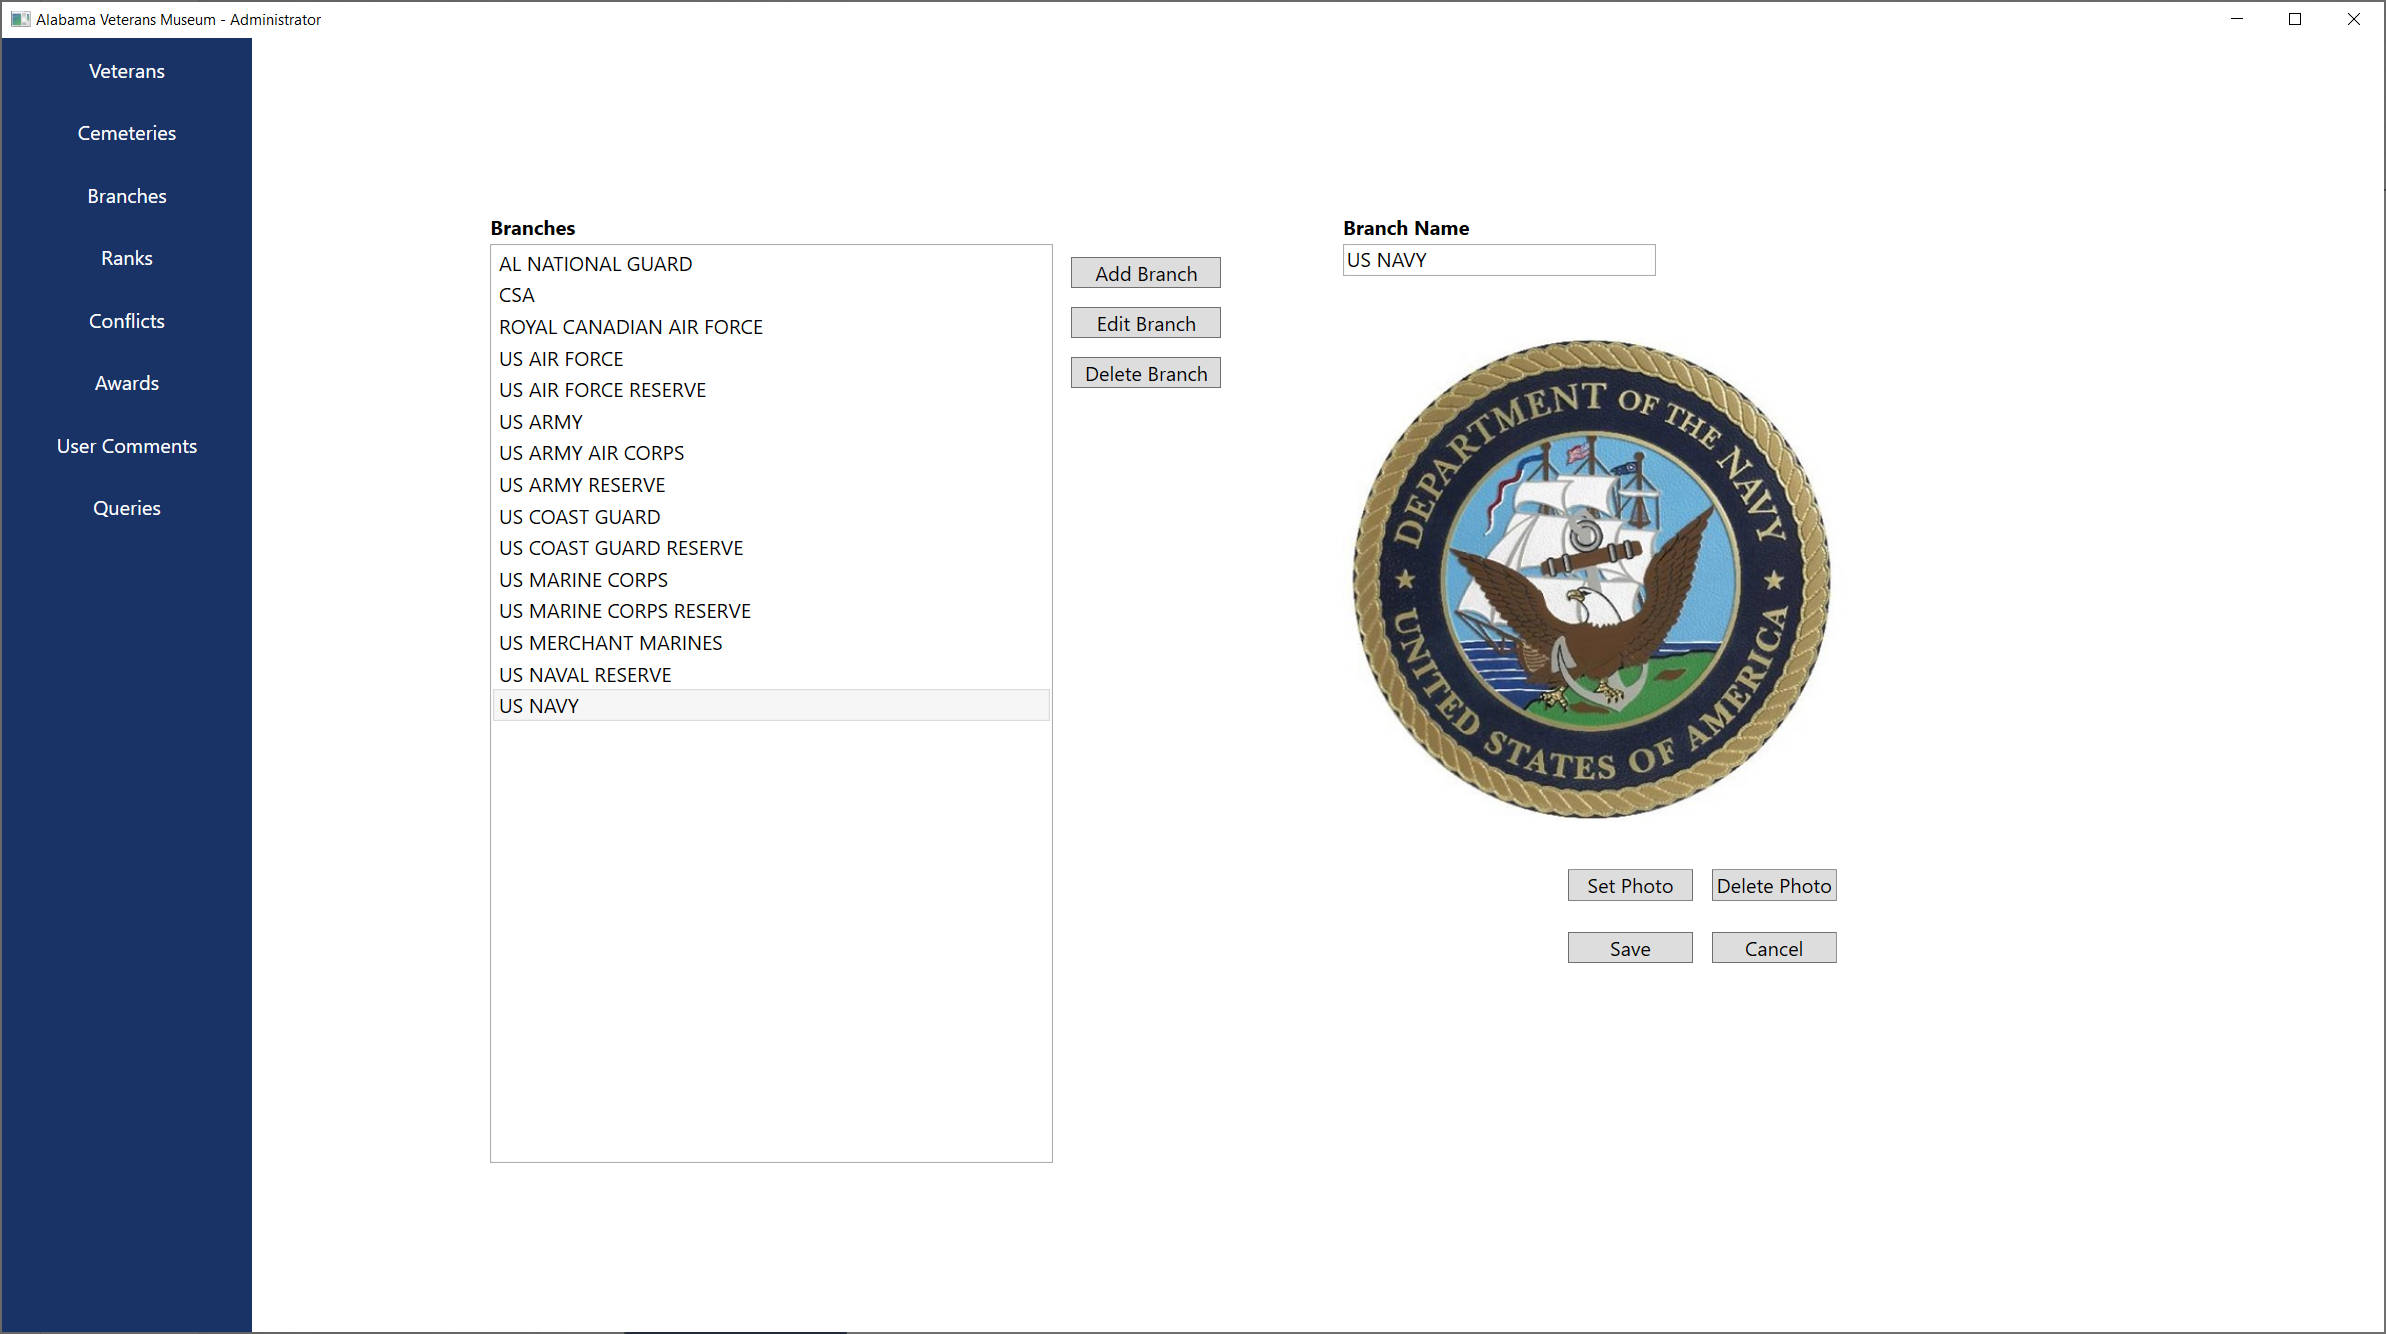 Alabama Veterans Museum - Administrator
Veterans
Cemeteries
Branches
Ranks
Conflicts
Awards
User Comments
Queries
Branches
AL NATIONAL GUARD
CSA
ROYAL CANADIAN AIR FORCE
US AIR FORCE
US AIR FORCE RESERVE
US ARMY
US ARMY AIR CORPS
US ARMY RESERVE
US COAST GUARD
US COAST GUARD RESERVE
US MARINE CORPS
US MARINE CORPS RESERVE
US MERCHANT MARINES
US NAVAL RESERVE
US NAVY
Add Branch
Edit Branch
Delete Branch
Branch Name
US NAVY
DEPARTMENT OF THE NAVY
UNITED STATES OF AMERICA
Set Photo
Delete Photo
Save
Cancel